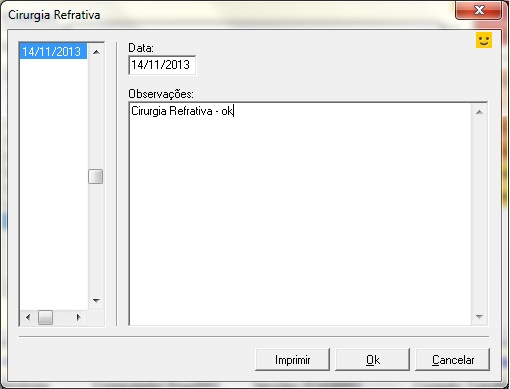 Cirurgia Refrativa
14/11/2013
Data:
14/11/2013
Observações:
Cirurgia Refrativa - ok
Imprimir
Ok
Cancelar